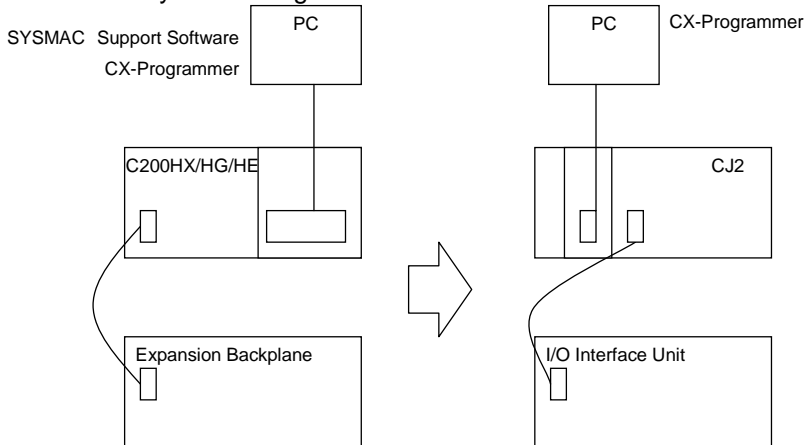 PC
SYSMAC Support Software
CX-Programmer
C200HX/HG/HE
Expansion Backplane
PC
CX-Programmer
CJ2
I/O Interface Unit